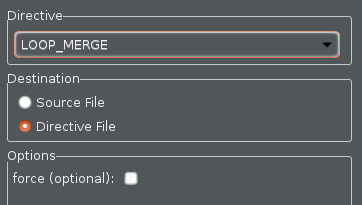 Directive
LOOP_MERGE
Destination
Source File
Directive File
Options
force (optional):